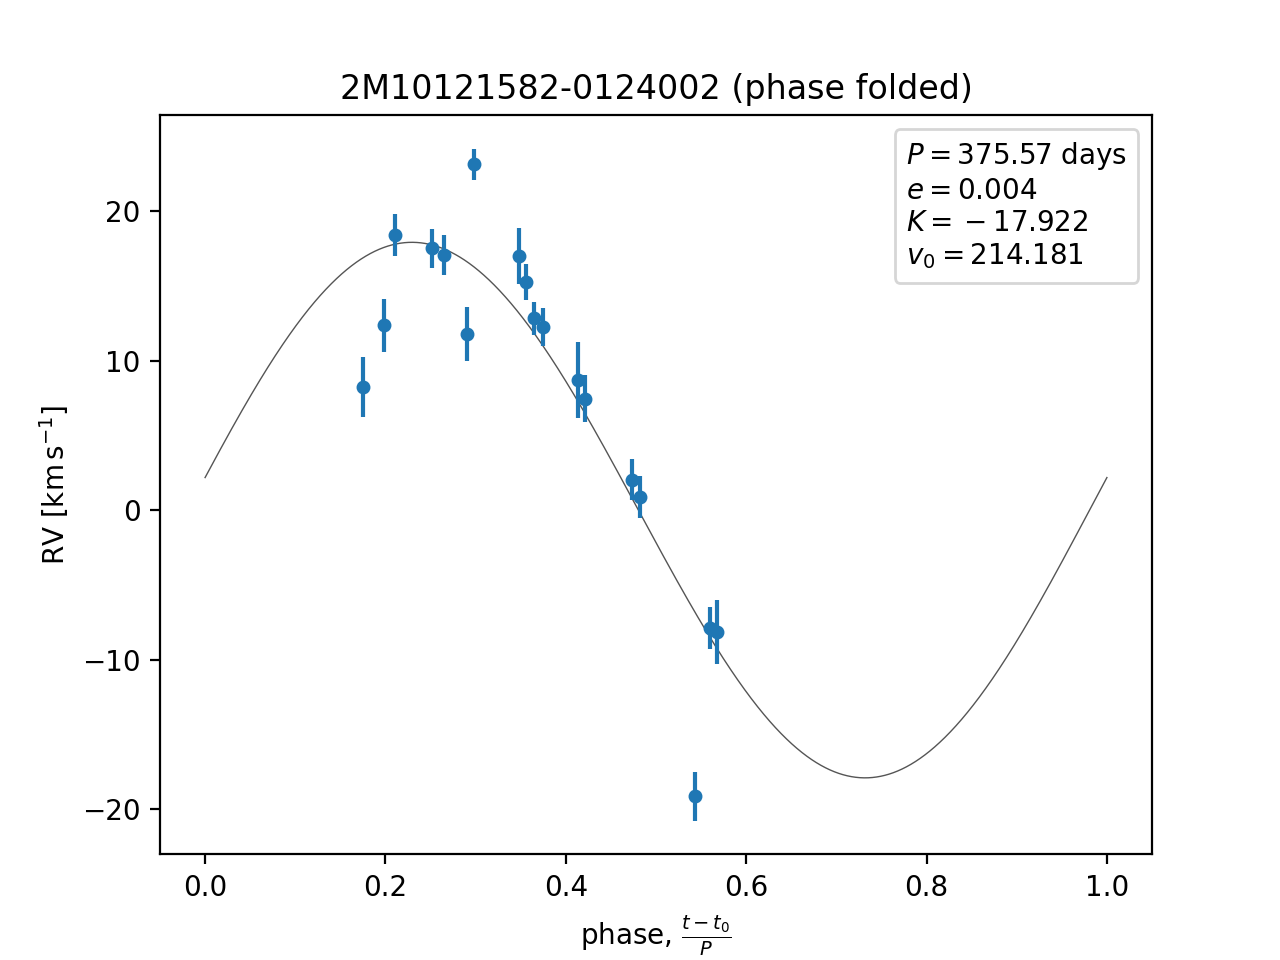 2M10121582-0124002 (phase folded)
P = 375.57 days
e = 0.004
K = −17.922
v₀ = 214.181
RV [km s⁻¹]
20
10
0
−10
−20
0.0 0.2 0.4 0.6 0.8 1.0
phase, (t − t₀)/P